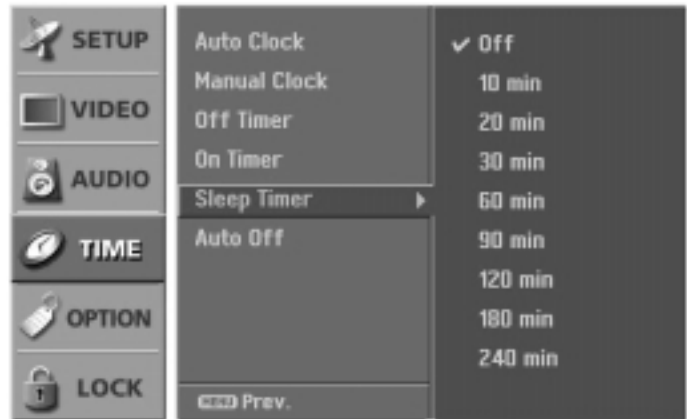 SETUP
VIDEO
AUDIO
TIME
OPTION
LOCK
Auto Clock
Manual Clock
Off Timer
On Timer
Sleep Timer
Auto Off
MENU Prev.
Off
10 min
20 min
30 min
60 min
90 min
120 min
180 min
240 min